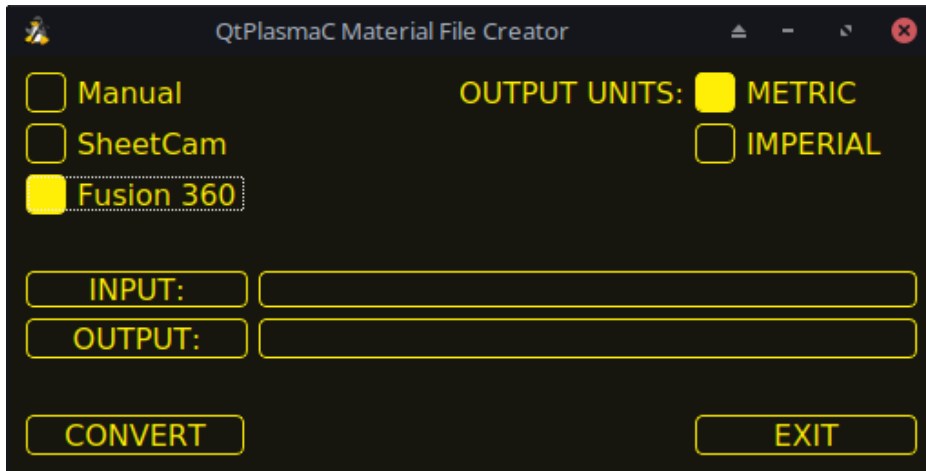 QtPlasmaC Material File Creator
Manual OUTPUT UNITS: METRIC
SheetCam IMPERIAL
Fusion 360
INPUT:
OUTPUT:
CONVERT EXIT